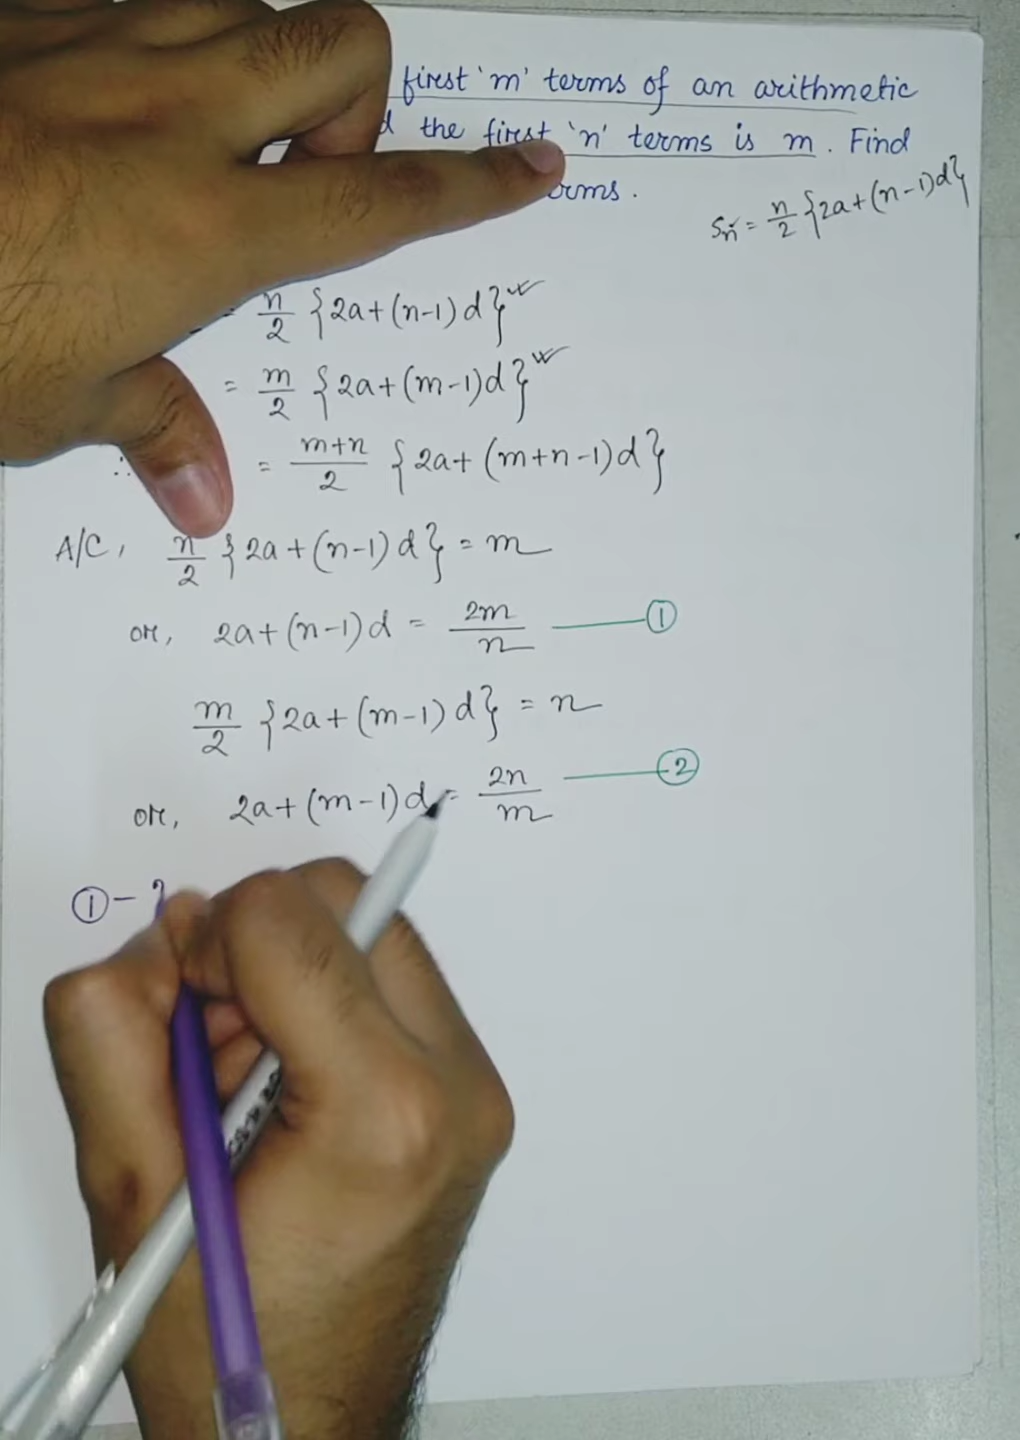 first 'm' terms of an arithmetic
the first 'n' terms is m. Find
Sₙ = n/2 {2a+(n-1)d}
= n/2 {2a+(n-1)d}
= m/2 {2a+(m-1)d}
∴ = m+n/2 {2a+(m+n-1)d}
A/C, n/2 {2a+(n-1)d} = m
or, 2a+(n-1)d = 2m/n ——— ①
m/2 {2a+(m-1)d} = n
or, 2a+(m-1)d = 2n/m ——— ②
① -